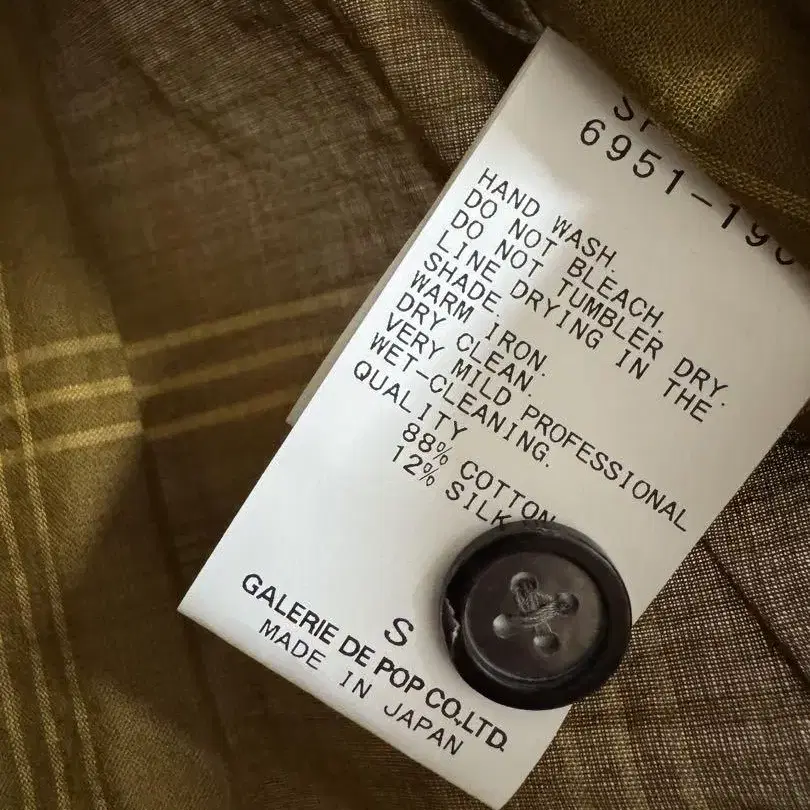 6951-19
HAND WASH.
DO NOT BLEACH.
DO NOT TUMBLER DRY.
LINE DRYING IN THE
SHADE.
WARM IRON.
DRY CLEAN.
VERY MILD PROFESSIONAL
WET-CLEANING.
QUALITY
88% COTTON
12% SILK
S
GALERIE DE POP CO.,LTD.
MADE IN JAPAN